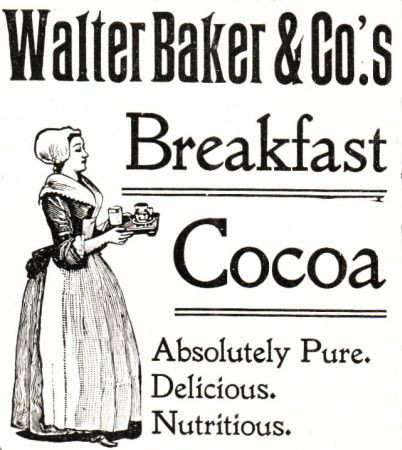 Walter Baker & Co.'s
Breakfast
Cocoa
Absolutely Pure.
Delicious.
Nutritious.